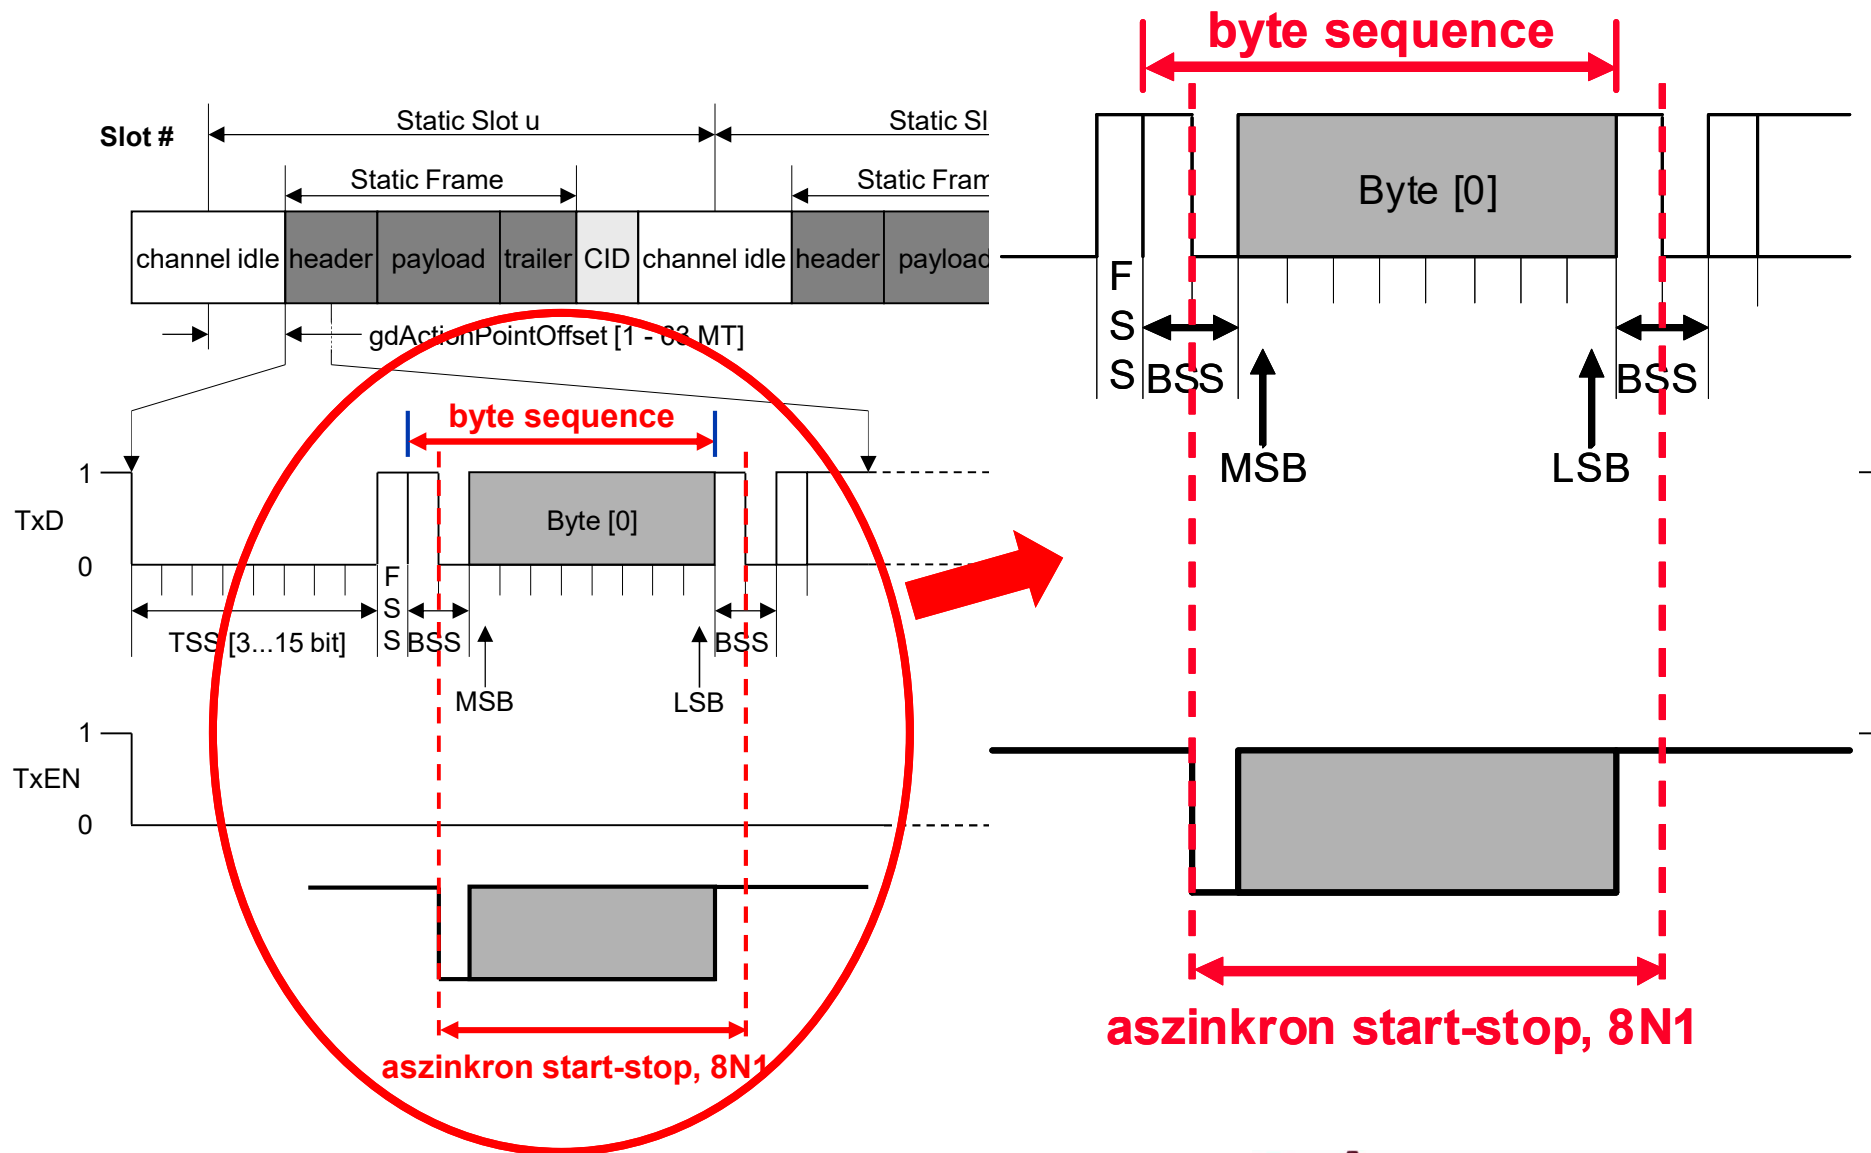 byte sequence
Slot #
Static Slot u
Static Sl
Static Frame
Static Fram
channel idle header payload trailer CID channel idle header payload
gdActionPointOffset [1 - 63 MT]
byte sequence
1
TxD
0
Byte [0]
F
S
S
TSS [3...15 bit]
BSS
BSS
MSB
LSB
1
TxEN
0
aszinkron start-stop, 8N1
Byte [0]
F
S
S
BSS
BSS
MSB
LSB
aszinkron start-stop, 8N1